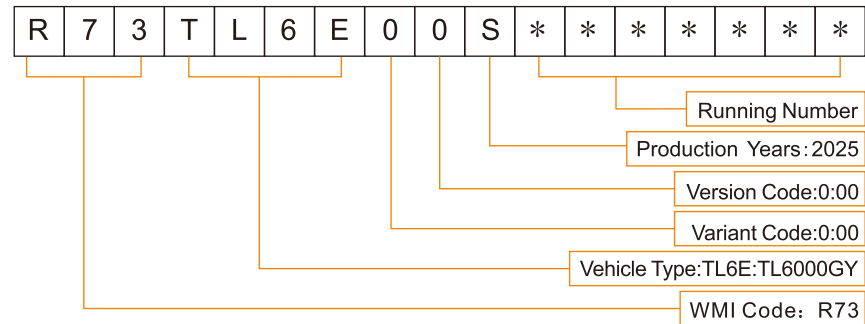 R 7 3 T L 6 E 0 0 S * * * * * * *
Running Number
Production Years:2025
Version Code:0:00
Variant Code:0:00
Vehicle Type:TL6E:TL6000GY
WMI Code: R73